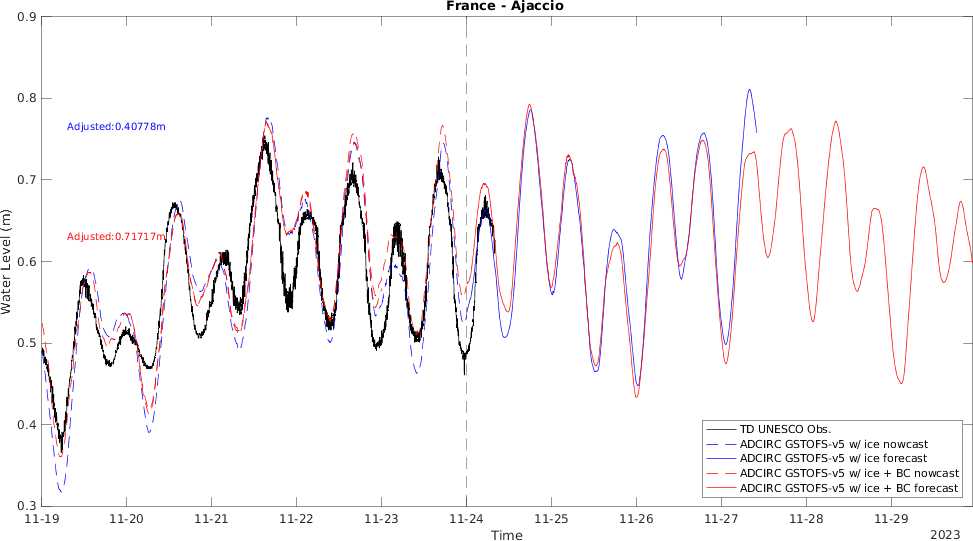 France - Ajaccio
0.9
0.8
0.7
0.6
0.5
0.4
0.3
Water Level (m)
Adjusted:0.40778m
Adjusted:0.71717m
TD UNESCO Obs.
ADCIRC GSTOFS-v5 w/ ice nowcast
ADCIRC GSTOFS-v5 w/ ice forecast
ADCIRC GSTOFS-v5 w/ ice + BC nowcast
ADCIRC GSTOFS-v5 w/ ice + BC forecast
11-19 11-20 11-21 11-22 11-23 11-24 11-25 11-26 11-27 11-28 11-29
Time
2023